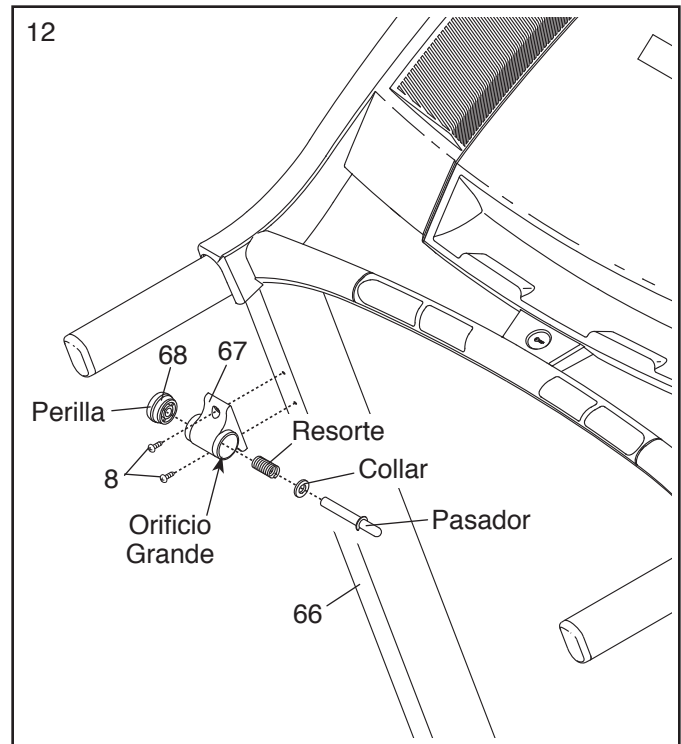 12
68
67
Perilla
Resorte
8
Collar
Orificio
Grande
Pasador
66